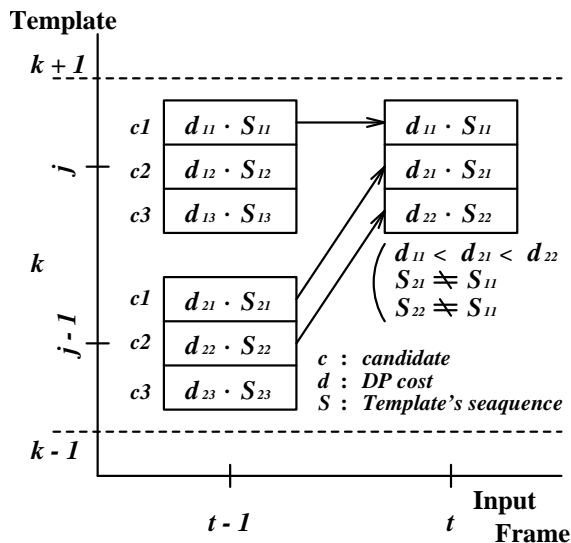 Template
k + 1
c1 d11 · S11 d11 · S11
j c2 d12 · S12 d21 · S21
c3 d13 · S13 d22 · S22
k
d11 < d21 < d22
S21 ≠ S11
S22 ≠ S11
c1 d21 · S21
j - 1 c2 d22 · S22
c3 d23 · S23
c : candidate
d : DP cost
S : Template's seaquence
k - 1
t - 1 t
Input
Frame